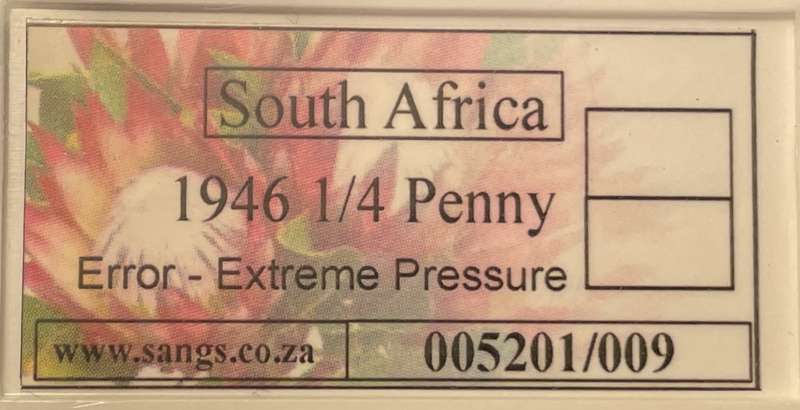 South Africa
1946 1/4 Penny
Error - Extreme Pressure
www.sangs.co.za
005201/009